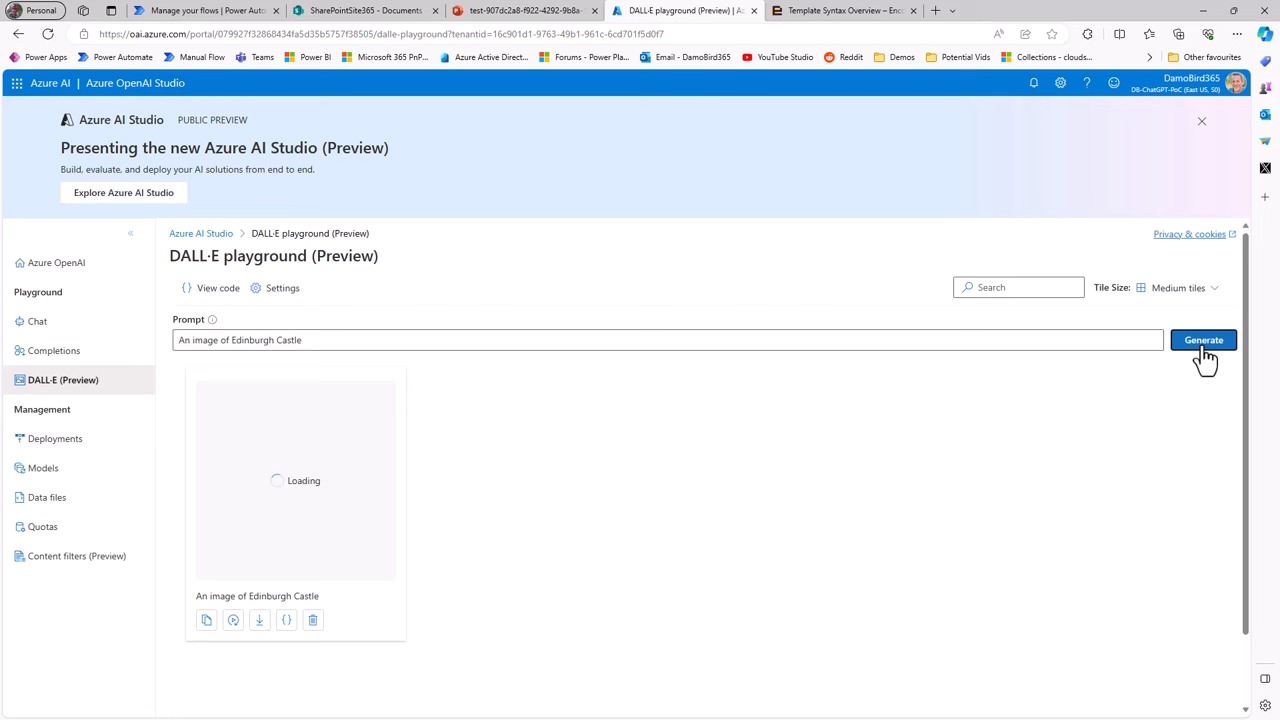 Personal
Manage your flows | Power Auto
SharePointSite365 - Documents
test-907dc2a8-f922-4292-9b8a-
DALL·E playground (Preview) | Az
Template Syntax Overview – Enc
https://oai.azure.com/portal/079927f32868434fa5d35b5757f38505/dalle-playground?tenantid=16c901d1-9763-49b1-961c-6cd701f5d0f7
Power Apps
Power Automate
Manual Flow
Teams
Power BI
Microsoft 365 PnP...
Azure Active Direct...
Forums - Power Pla...
Email - DamoBird365
YouTube Studio
Reddit
Demos
Potential Vids
Collections - clouds...
Other favourites
Azure AI | Azure OpenAI Studio
DamoBird365
DB-ChatGPT-PoC (East US, S0)
Azure AI Studio PUBLIC PREVIEW
Presenting the new Azure AI Studio (Preview)
Build, evaluate, and deploy your AI solutions from end to end.
Explore Azure AI Studio
Azure OpenAI
Playground
Chat
Completions
DALL·E (Preview)
Management
Deployments
Models
Data files
Quotas
Content filters (Preview)
Azure AI Studio > DALL·E playground (Preview)
Privacy & cookies
DALL·E playground (Preview)
View code
Settings
Search
Tile Size:
Medium tiles
Prompt
An image of Edinburgh Castle
Generate
Loading
An image of Edinburgh Castle